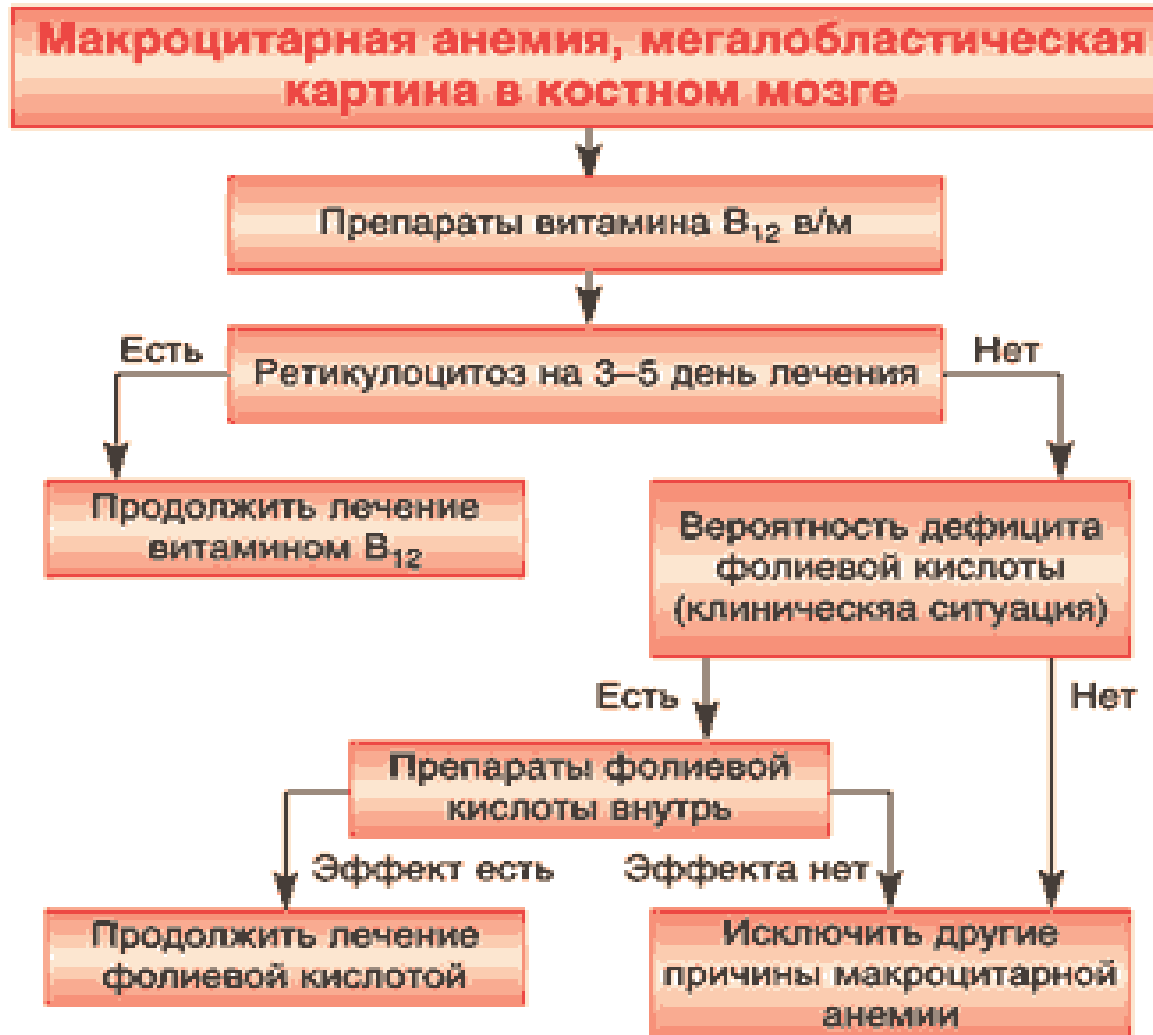 Макроцитарная анемия, мегалобластическая
картина в костном мозге
Препараты витамина B₁₂ в/м
Есть
Нет
Ретикулоцитоз на 3–5 день лечения
Продолжить лечение
витамином B₁₂
Вероятность дефицита
фолиевой кислоты
(клиническяа ситуация)
Есть
Нет
Препараты фолиевой
кислоты внутрь
Эффект есть
Эффекта нет
Продолжить лечение
фолиевой кислотой
Исключить другие
причины макроцитарной
анемии